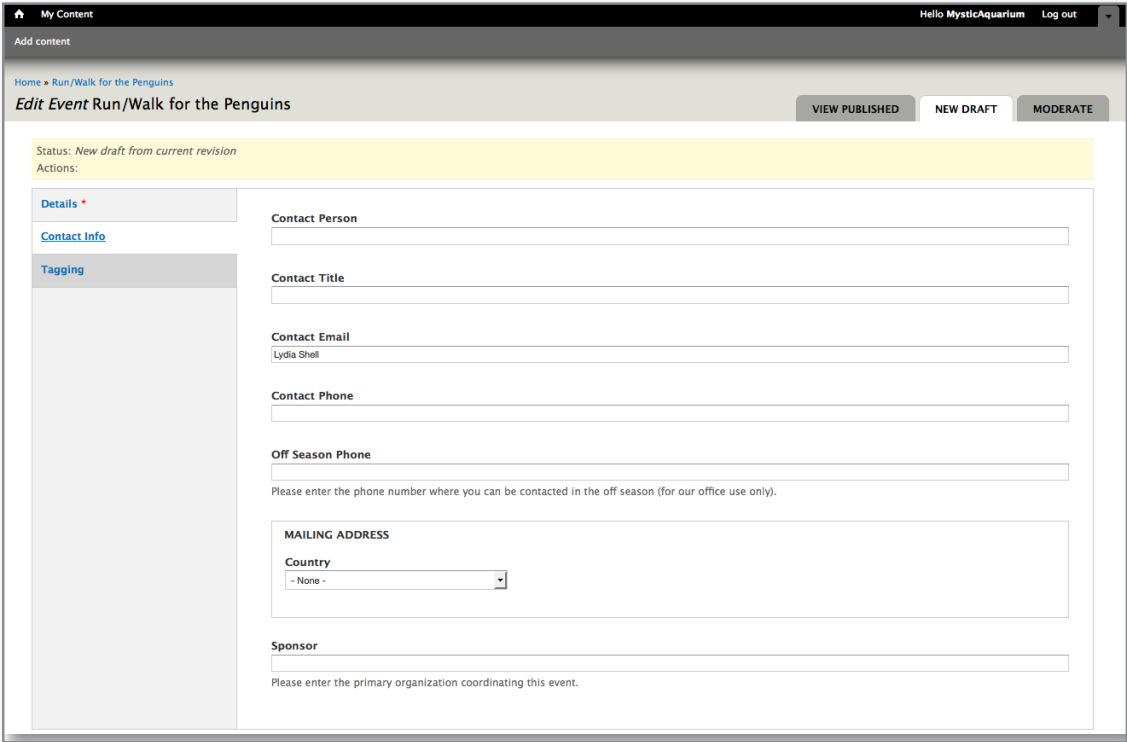 My Content Hello MysticAquarium Log out
Add content
Home » Run/Walk for the Penguins
Edit Event Run/Walk for the Penguins
VIEW PUBLISHED NEW DRAFT MODERATE
Status: New draft from current revision
Actions:
Details *
Contact Info
Tagging
Contact Person
Contact Title
Contact Email
Lydia Shell
Contact Phone
Off Season Phone
Please enter the phone number where you can be contacted in the off season (for our office use only).
MAILING ADDRESS
Country
- None -
Sponsor
Please enter the primary organization coordinating this event.